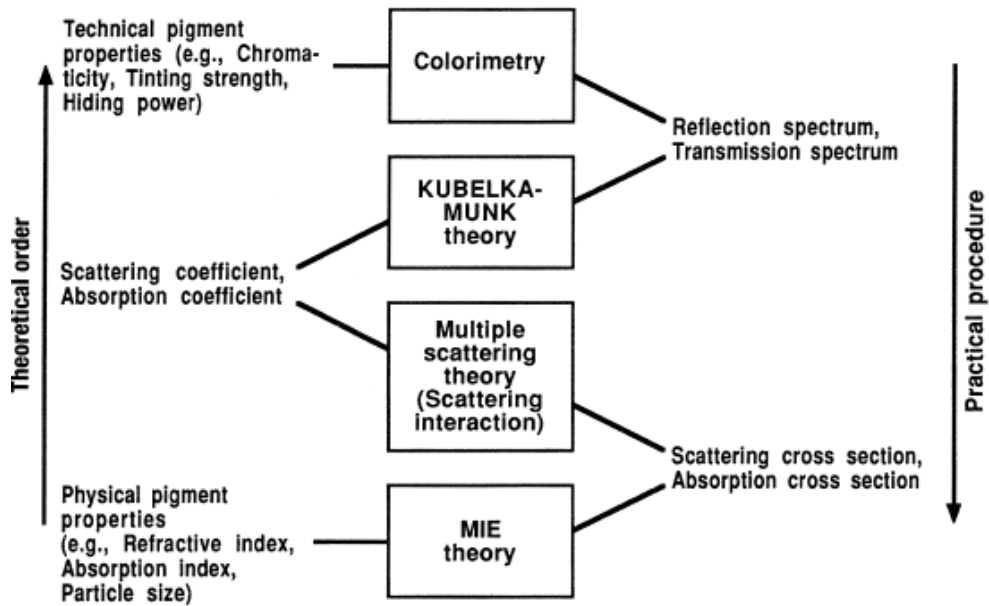 Technical pigment
properties (e.g., Chroma-
ticity, Tinting strength,
Hiding power)
Colorimetry
Reflection spectrum,
Transmission spectrum
KUBELKA-
MUNK
theory
Theoretical order
Scattering coefficient,
Absorption coefficient
Practical procedure
Multiple
scattering
theory
(Scattering
interaction)
Scattering cross section,
Absorption cross section
Physical pigment
properties
(e.g., Refractive index,
Absorption index,
Particle size)
MIE
theory